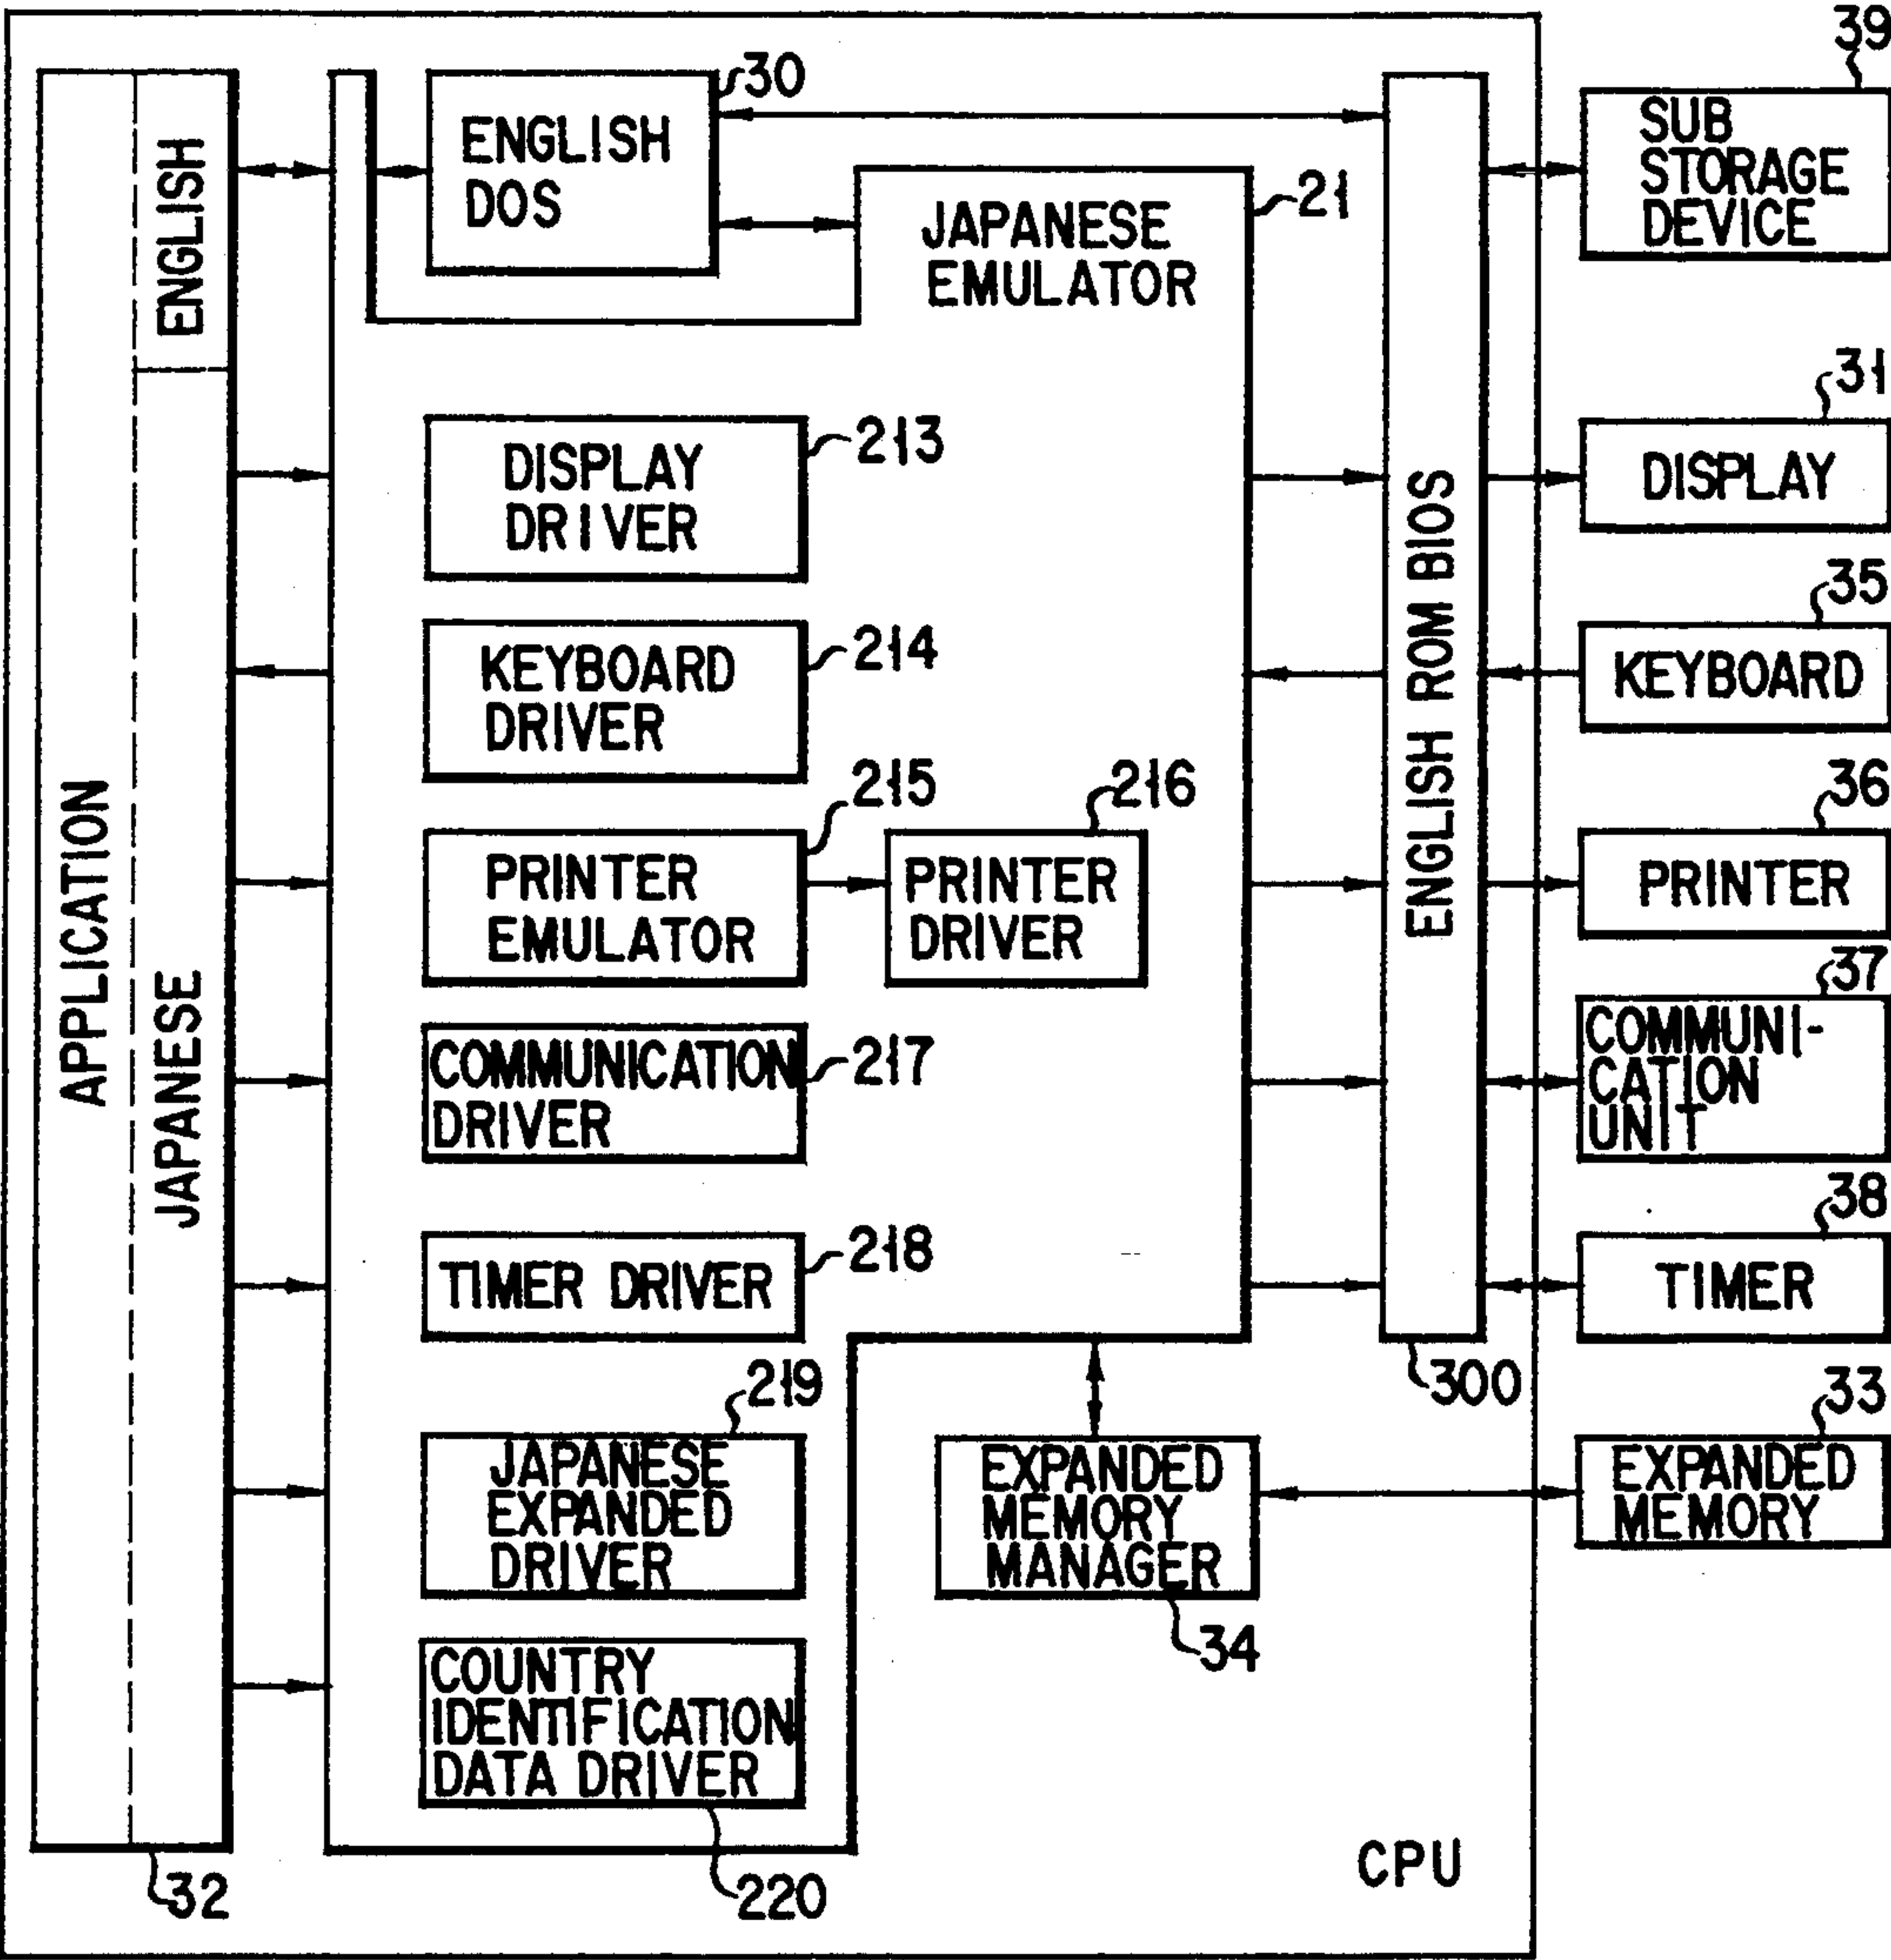 39
30
SUB
STORAGE
DEVICE
ENGLISH
DOS
ENGLISH
21
JAPANESE
EMULATOR
31
213
DISPLAY
DRIVER
DISPLAY
35
214
KEYBOARD
DRIVER
KEYBOARD
ENGLISH ROM BIOS
36
215
216
PRINTER
EMULATOR
PRINTER
DRIVER
PRINTER
APPLICATION
JAPANESE
37
217
COMMUNICATION
DRIVER
COMMUNI-
CATION
UNIT
38
218
TIMER DRIVER
TIMER
300
219
33
JAPANESE
EXPANDED
DRIVER
EXPANDED
MEMORY
MANAGER
EXPANDED
MEMORY
34
COUNTRY
IDENTIFICATION
DATA DRIVER
CPU
32
220